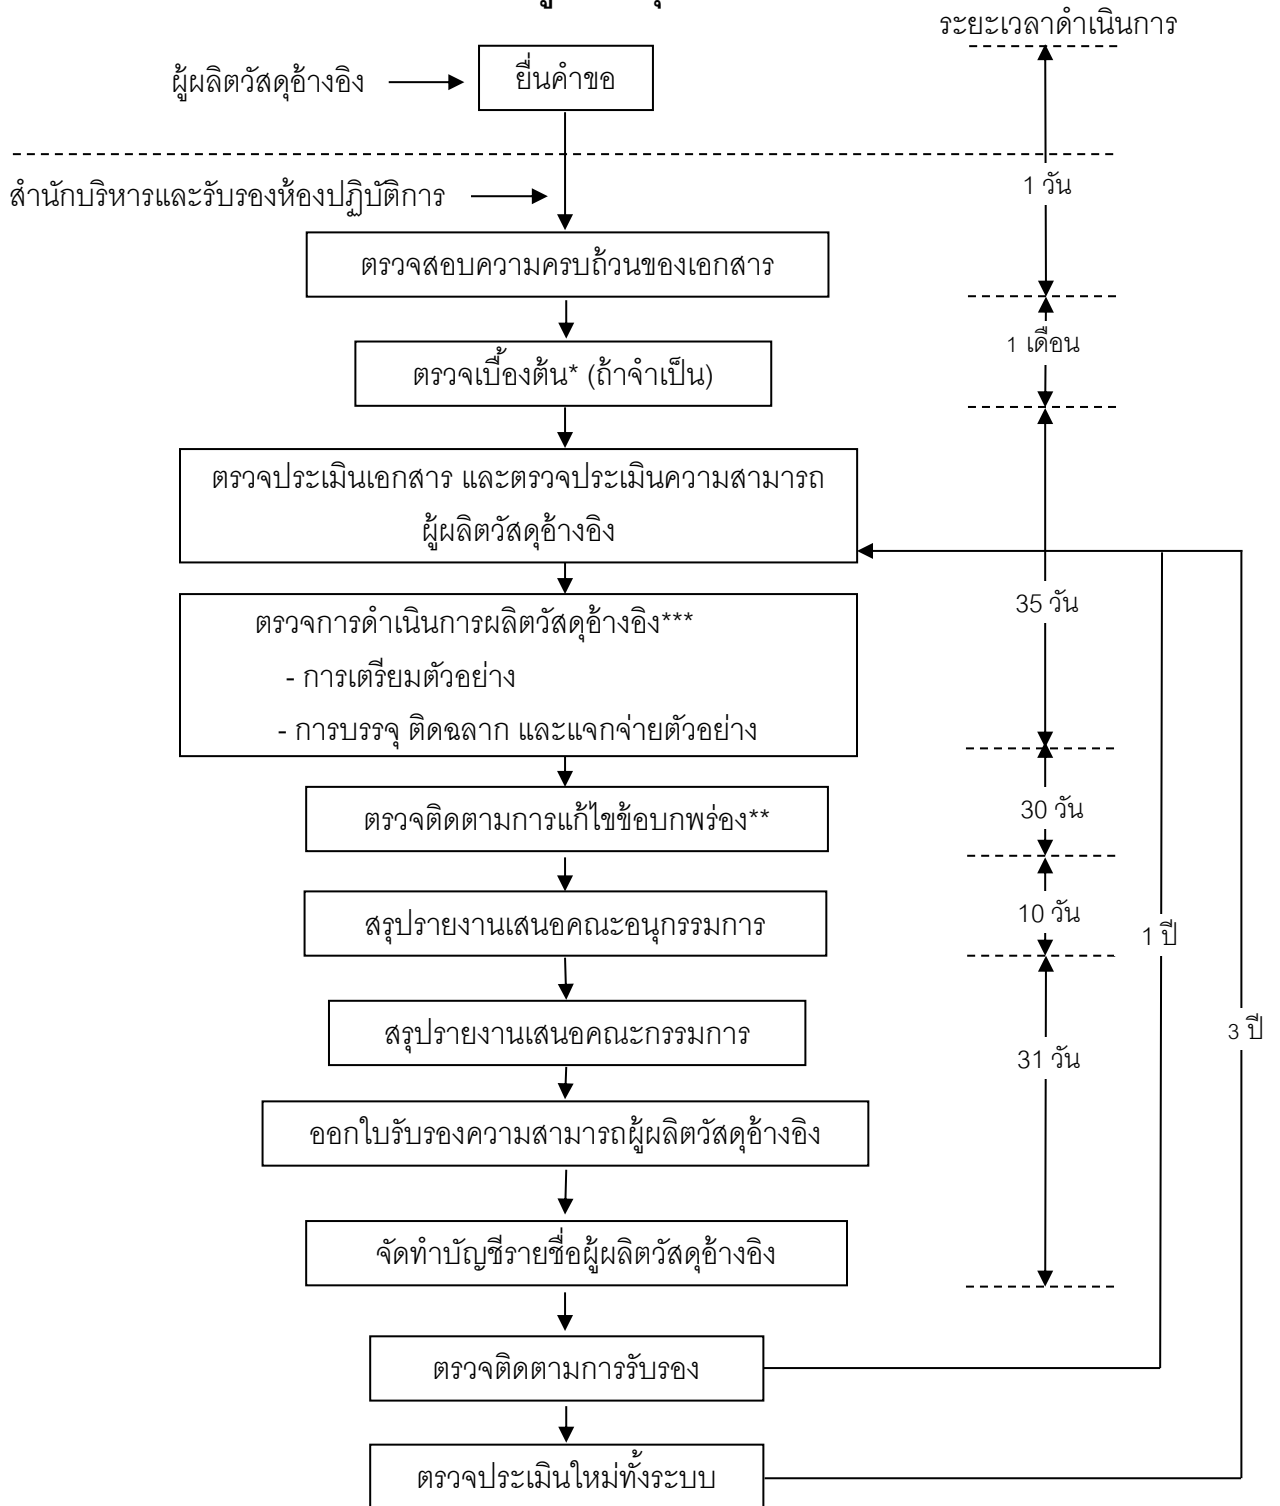 ระยะเวลาดำเนินการ
ผู้ผลิตวัสดุอ้างอิง
ยื่นคำขอ
1 วัน
สำนักบริหารและรับรองห้องปฏิบัติการ
ตรวจสอบความครบถ้วนของเอกสาร
1 เดือน
ตรวจเบื้องต้น* (ถ้าจำเป็น)
ตรวจประเมินเอกสาร และตรวจประเมินความสามารถ
ผู้ผลิตวัสดุอ้างอิง
35 วัน
ตรวจการดำเนินการผลิตวัสดุอ้างอิง***
- การเตรียมตัวอย่าง
- การบรรจุ ติดฉลาก และแจกจ่ายตัวอย่าง
30 วัน
ตรวจติดตามการแก้ไขข้อบกพร่อง**
10 วัน
สรุปรายงานเสนอคณะอนุกรรมการ
1 ปี
สรุปรายงานเสนอคณะกรรมการ
3 ปี
31 วัน
ออกใบรับรองความสามารถผู้ผลิตวัสดุอ้างอิง
จัดทำบัญชีรายชื่อผู้ผลิตวัสดุอ้างอิง
ตรวจติดตามการรับรอง
ตรวจประเมินใหม่ทั้งระบบ